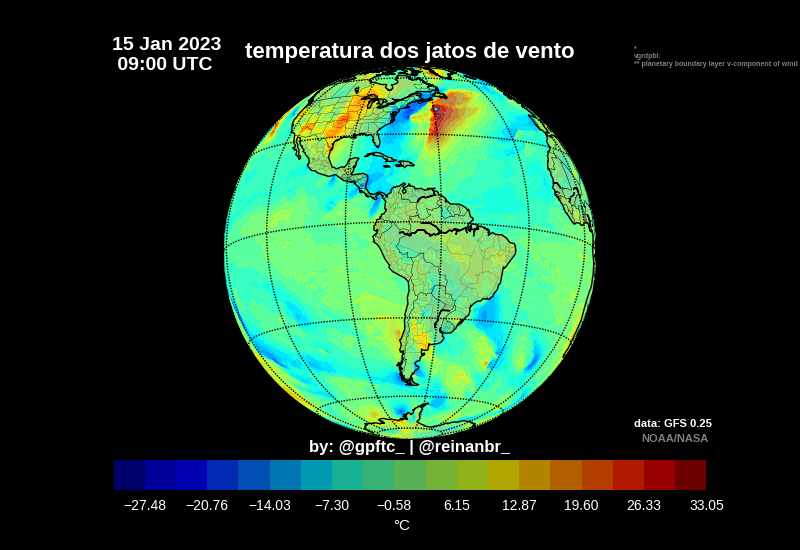 15 Jan 2023
09:00 UTC
temperatura dos jatos de vento
*
vgrdpbl:
** planetary boundary layer v-component of wind
data: GFS 0.25
NOAA/NASA
by: @gpftc_ | @reinanbr_
−27.48 −20.76 −14.03 −7.30 −0.58 6.15 12.87 19.60 26.33 33.05
°C